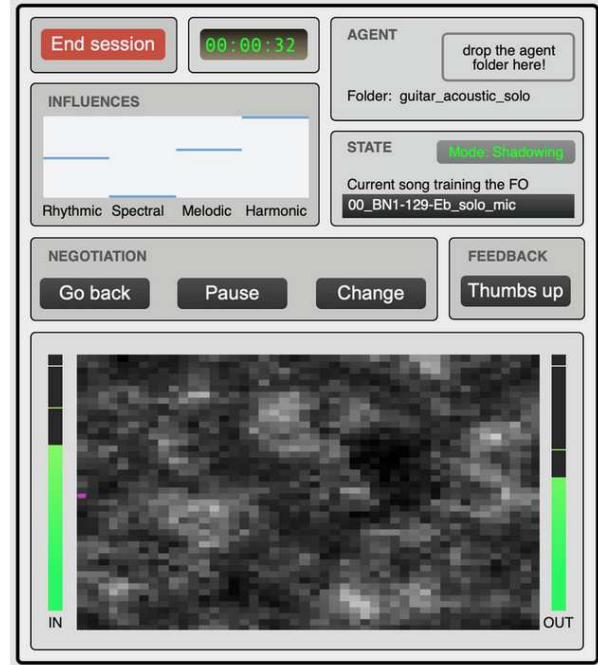 End session
00:00:32
AGENT
drop the agent
folder here!
Folder: guitar_acoustic_solo
INFLUENCES
Rhythmic Spectral Melodic Harmonic
STATE
Mode: Shadowing
Current song training the FO
00_BN1-129-Eb_solo_mic
NEGOTIATION
Go back
Pause
Change
FEEDBACK
Thumbs up
IN
OUT